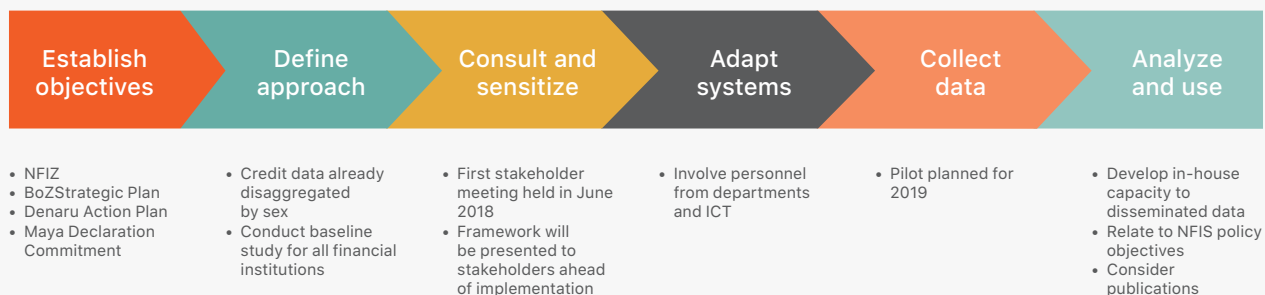 Establish
objectives
Define
approach
Consult and
sensitize
Adapt
systems
Collect
data
Analyze
and use
• NFIZ
• BoZStrategic Plan
• Denaru Action Plan
• Maya Declaration
Commitment
• Credit data already
disaggregated
by sex
• Conduct baseline
study for all financial
institutions
• First stakeholder
meeting held in June
2018
• Framework will
be presented to
stakeholders ahead
of implementation
• Involve personnel
from departments
and ICT
• Pilot planned for
2019
• Develop in-house
capacity to
disseminated data
• Relate to NFIS policy
objectives
• Consider
publications